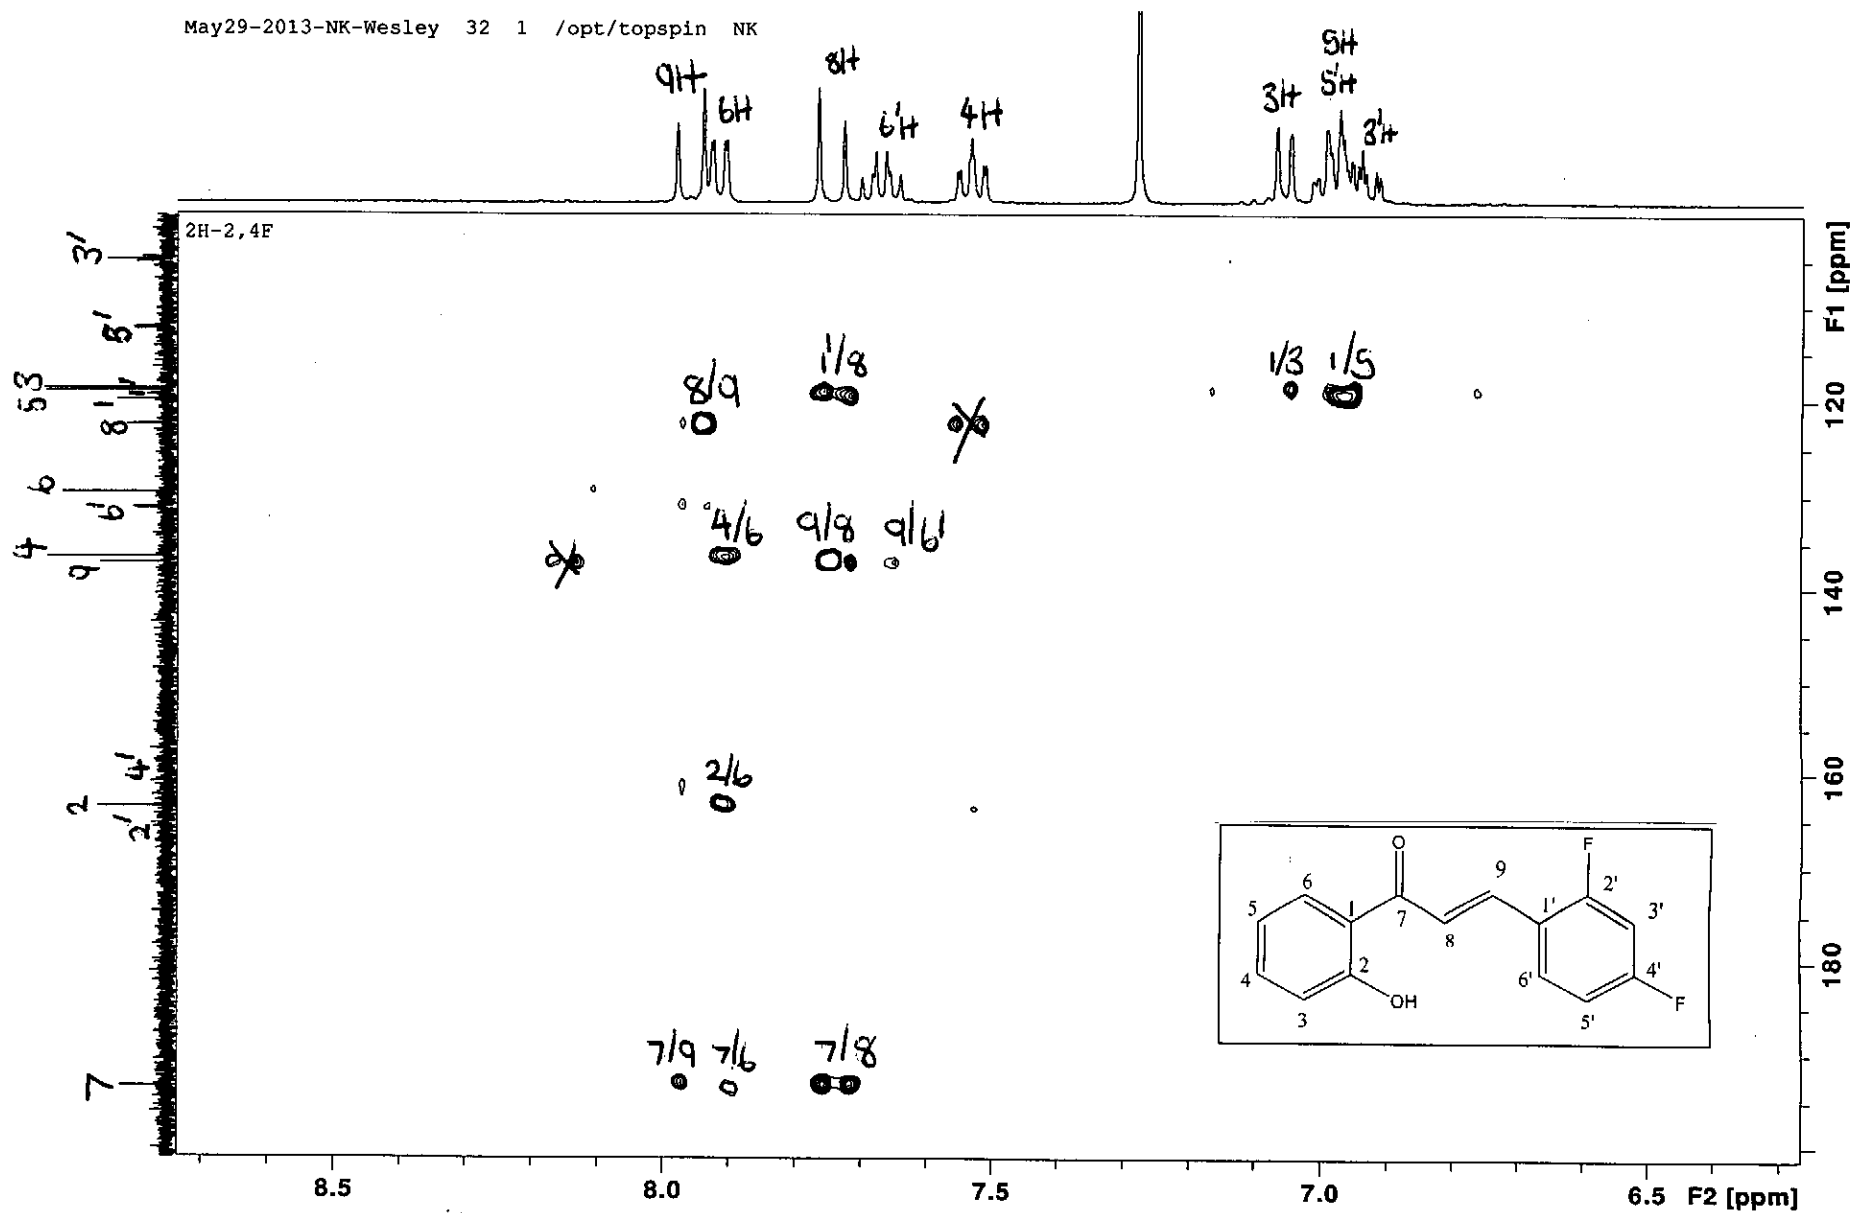 May29-2013-NK-Wesley 32 1 /opt/topspin NK
9H
6H
8H
6'H
4H
3H
5H
5'H
3'H
2H-2,4F
3'
5'
5 3
1'
8
6
6'
4
9
4'
2
2'
7
8/9
1'/8
1/3
1/5
4/6
9/8
9/6'
2/6
7/9
7/6
7/8
O
F
6
9
2'
5
1
1'
3'
7
8
4
2
6'
4'
OH
F
3
5'
120
140
160
180
F1 [ppm]
8.5
8.0
7.5
7.0
6.5
F2 [ppm]